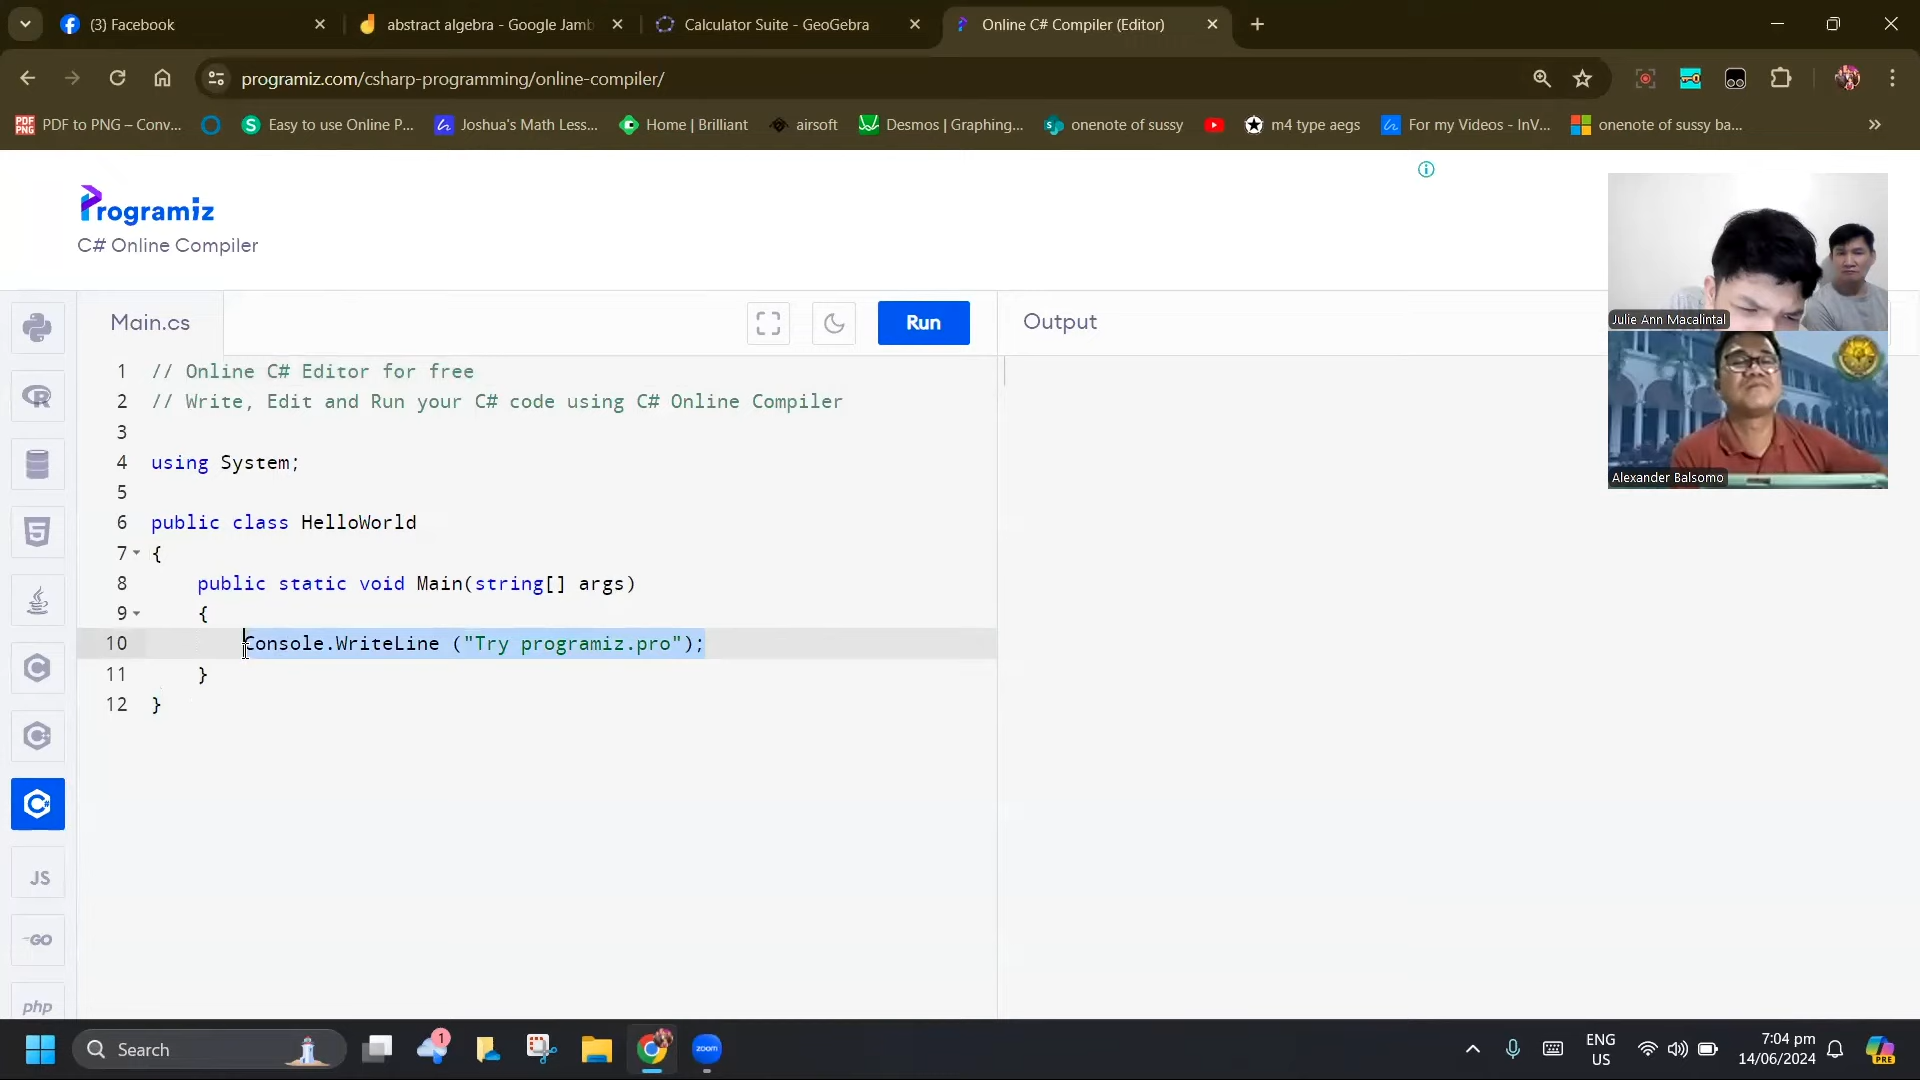 (3) Facebook
abstract algebra - Google Jamb
Calculator Suite - GeoGebra
Online C# Compiler (Editor)
programiz.com/csharp-programming/online-compiler/
PDF to PNG – Conv...
Easy to use Online P...
Joshua's Math Less...
Home | Brilliant
airsoft
Desmos | Graphing...
onenote of sussy
m4 type aegs
For my Videos - InV...
onenote of sussy ba...
»
Programiz
C# Online Compiler
Main.cs
Run
Output
1 // Online C# Editor for free
2 // Write, Edit and Run your C# code using C# Online Compiler
3
4 using System;
5
6 public class HelloWorld
7 {
8 public static void Main(string[] args)
9 {
10 Console.WriteLine ("Try programiz.pro");
11 }
12 }
Julie Ann Macalintal
Alexander Balsomo
JS
GO
php
Search
1
zoom
ENG
US
7:04 pm
14/06/2024
PRE